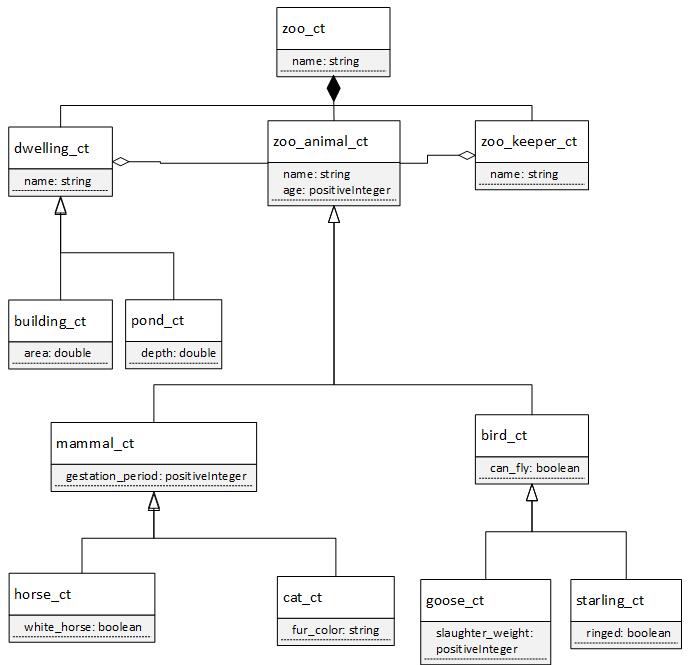 zoo_ct
name: string
dwelling_ct
name: string
zoo_animal_ct
name: string
age: positiveInteger
zoo_keeper_ct
name: string
building_ct
area: double
pond_ct
depth: double
mammal_ct
gestation_period: positiveInteger
bird_ct
can_fly: boolean
horse_ct
white_horse: boolean
cat_ct
fur_color: string
goose_ct
slaughter_weight:
positiveInteger
starling_ct
ringed: boolean